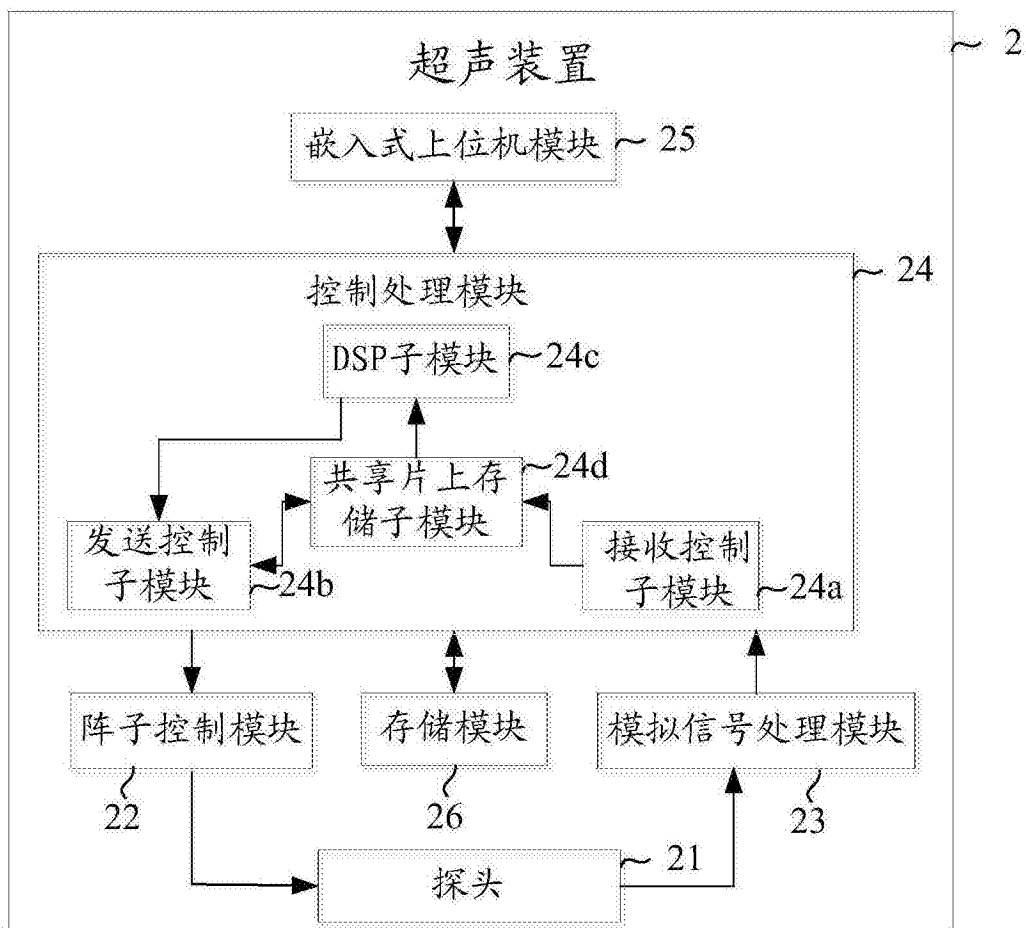 2
超声装置
嵌入式上位机模块
25
24
控制处理模块
DSP子模块
24c
共享片上存
储子模块
24d
发送控制
子模块
24b
接收控制
子模块
24a
阵子控制模块
22
存储模块
26
模拟信号处理模块
23
探头
21